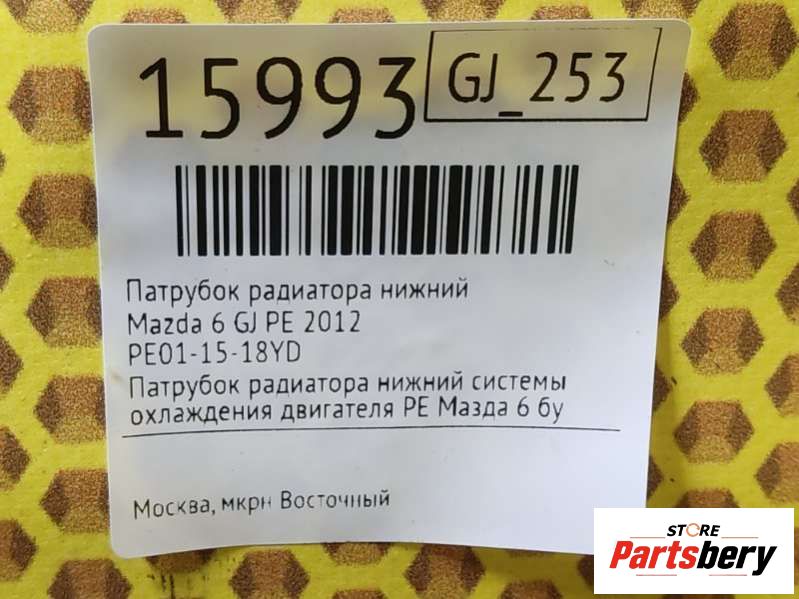 15993
GJ_253
Патрубок радиатора нижний
Mazda 6 GJ PE 2012
PE01-15-18YD
Патрубок радиатора нижний системы
охлаждения двигателя PE Мазда 6 бу
Москва, мкрн Восточный
STORE
Partsbery